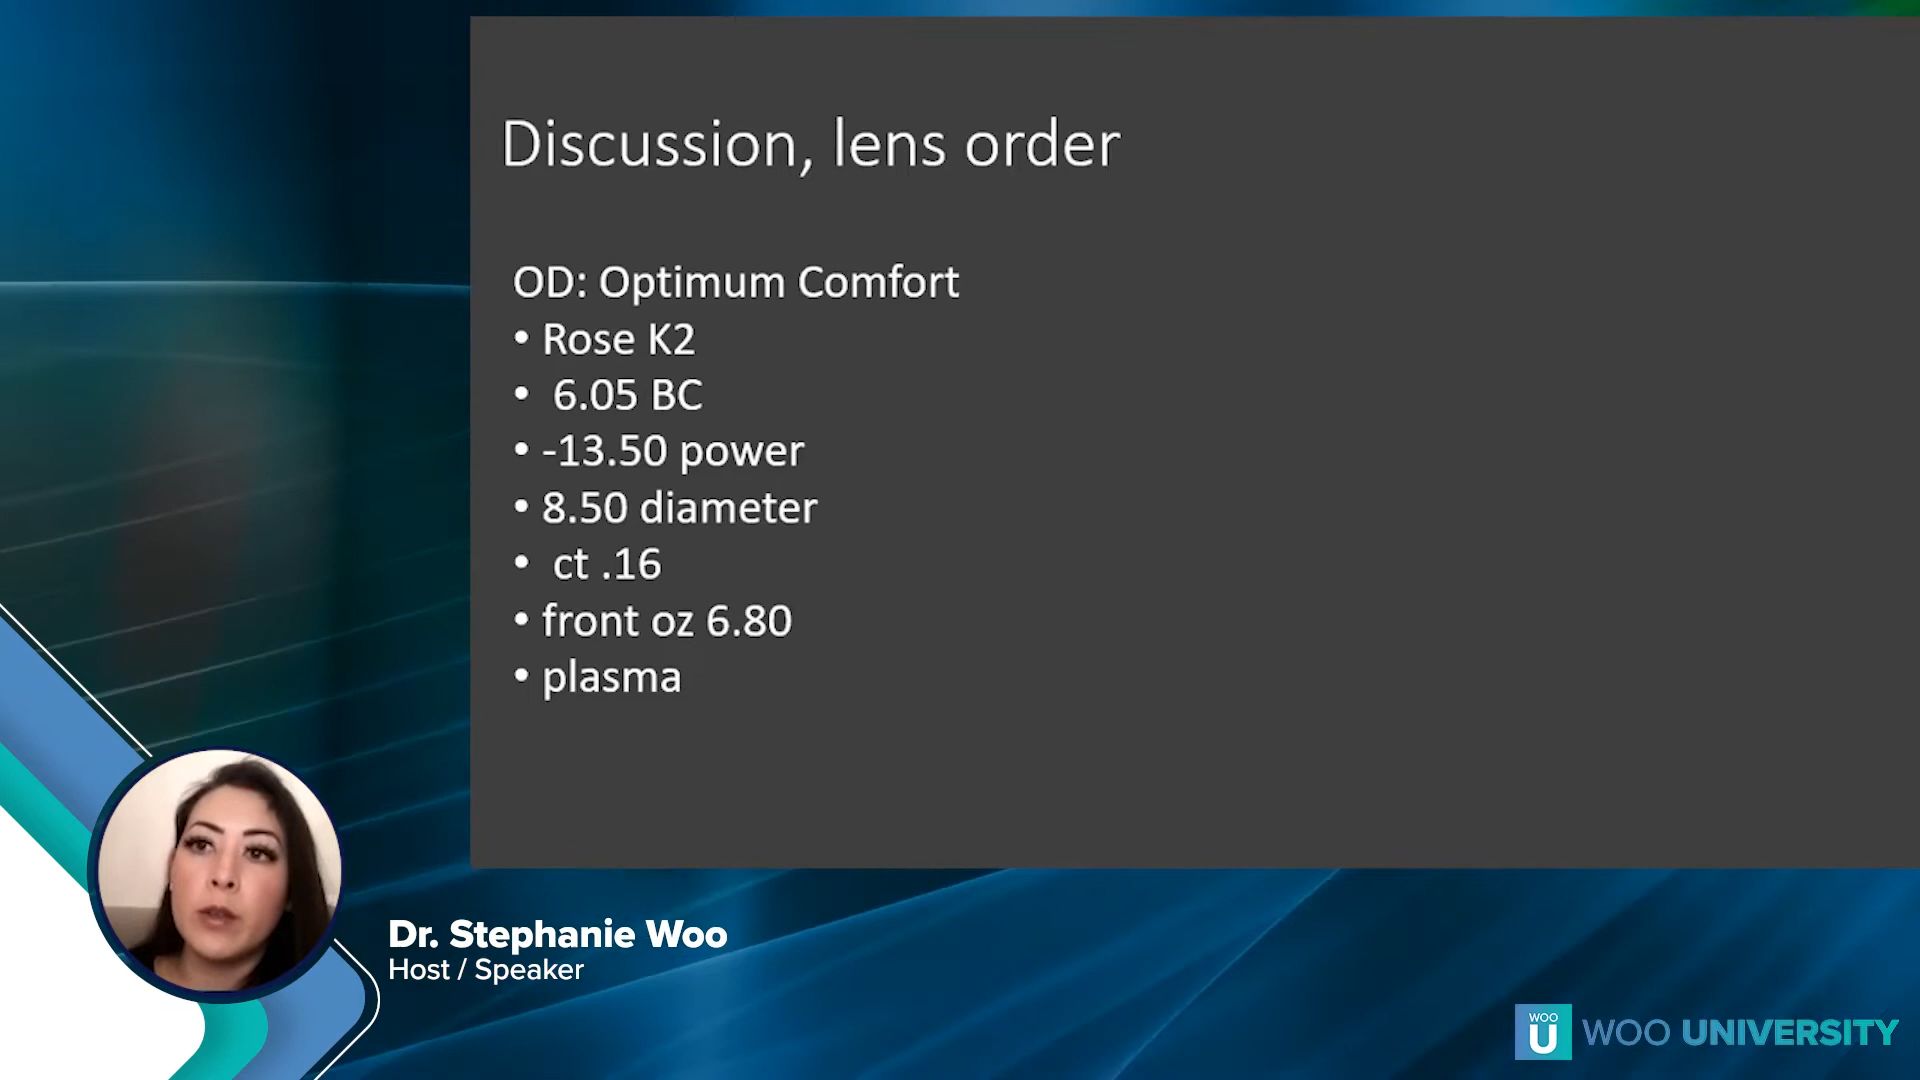 Discussion, lens order
OD: Optimum Comfort
• Rose K2
• 6.05 BC
• -13.50 power
• 8.50 diameter
• ct .16
• front oz 6.80
• plasma
Dr. Stephanie Woo
Host / Speaker
WOO
U
WOO UNIVERSITY